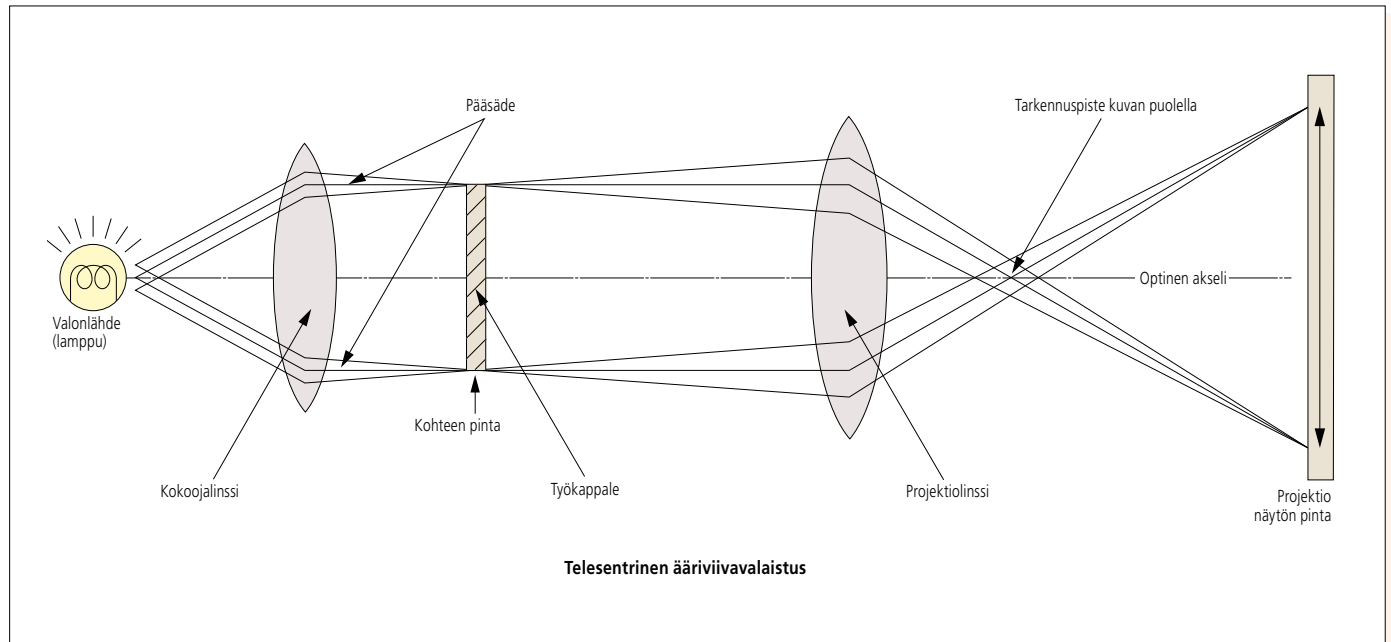 Pääsäde
Tarkennuspiste kuvan puolella
Optinen akseli
Valonlähde
(lamppu)
Kohteen pinta
Kokoojalinssi
Työkappale
Projektiolinssi
Projektio
näytön pinta
Telesentrinen ääriviivavalaistus